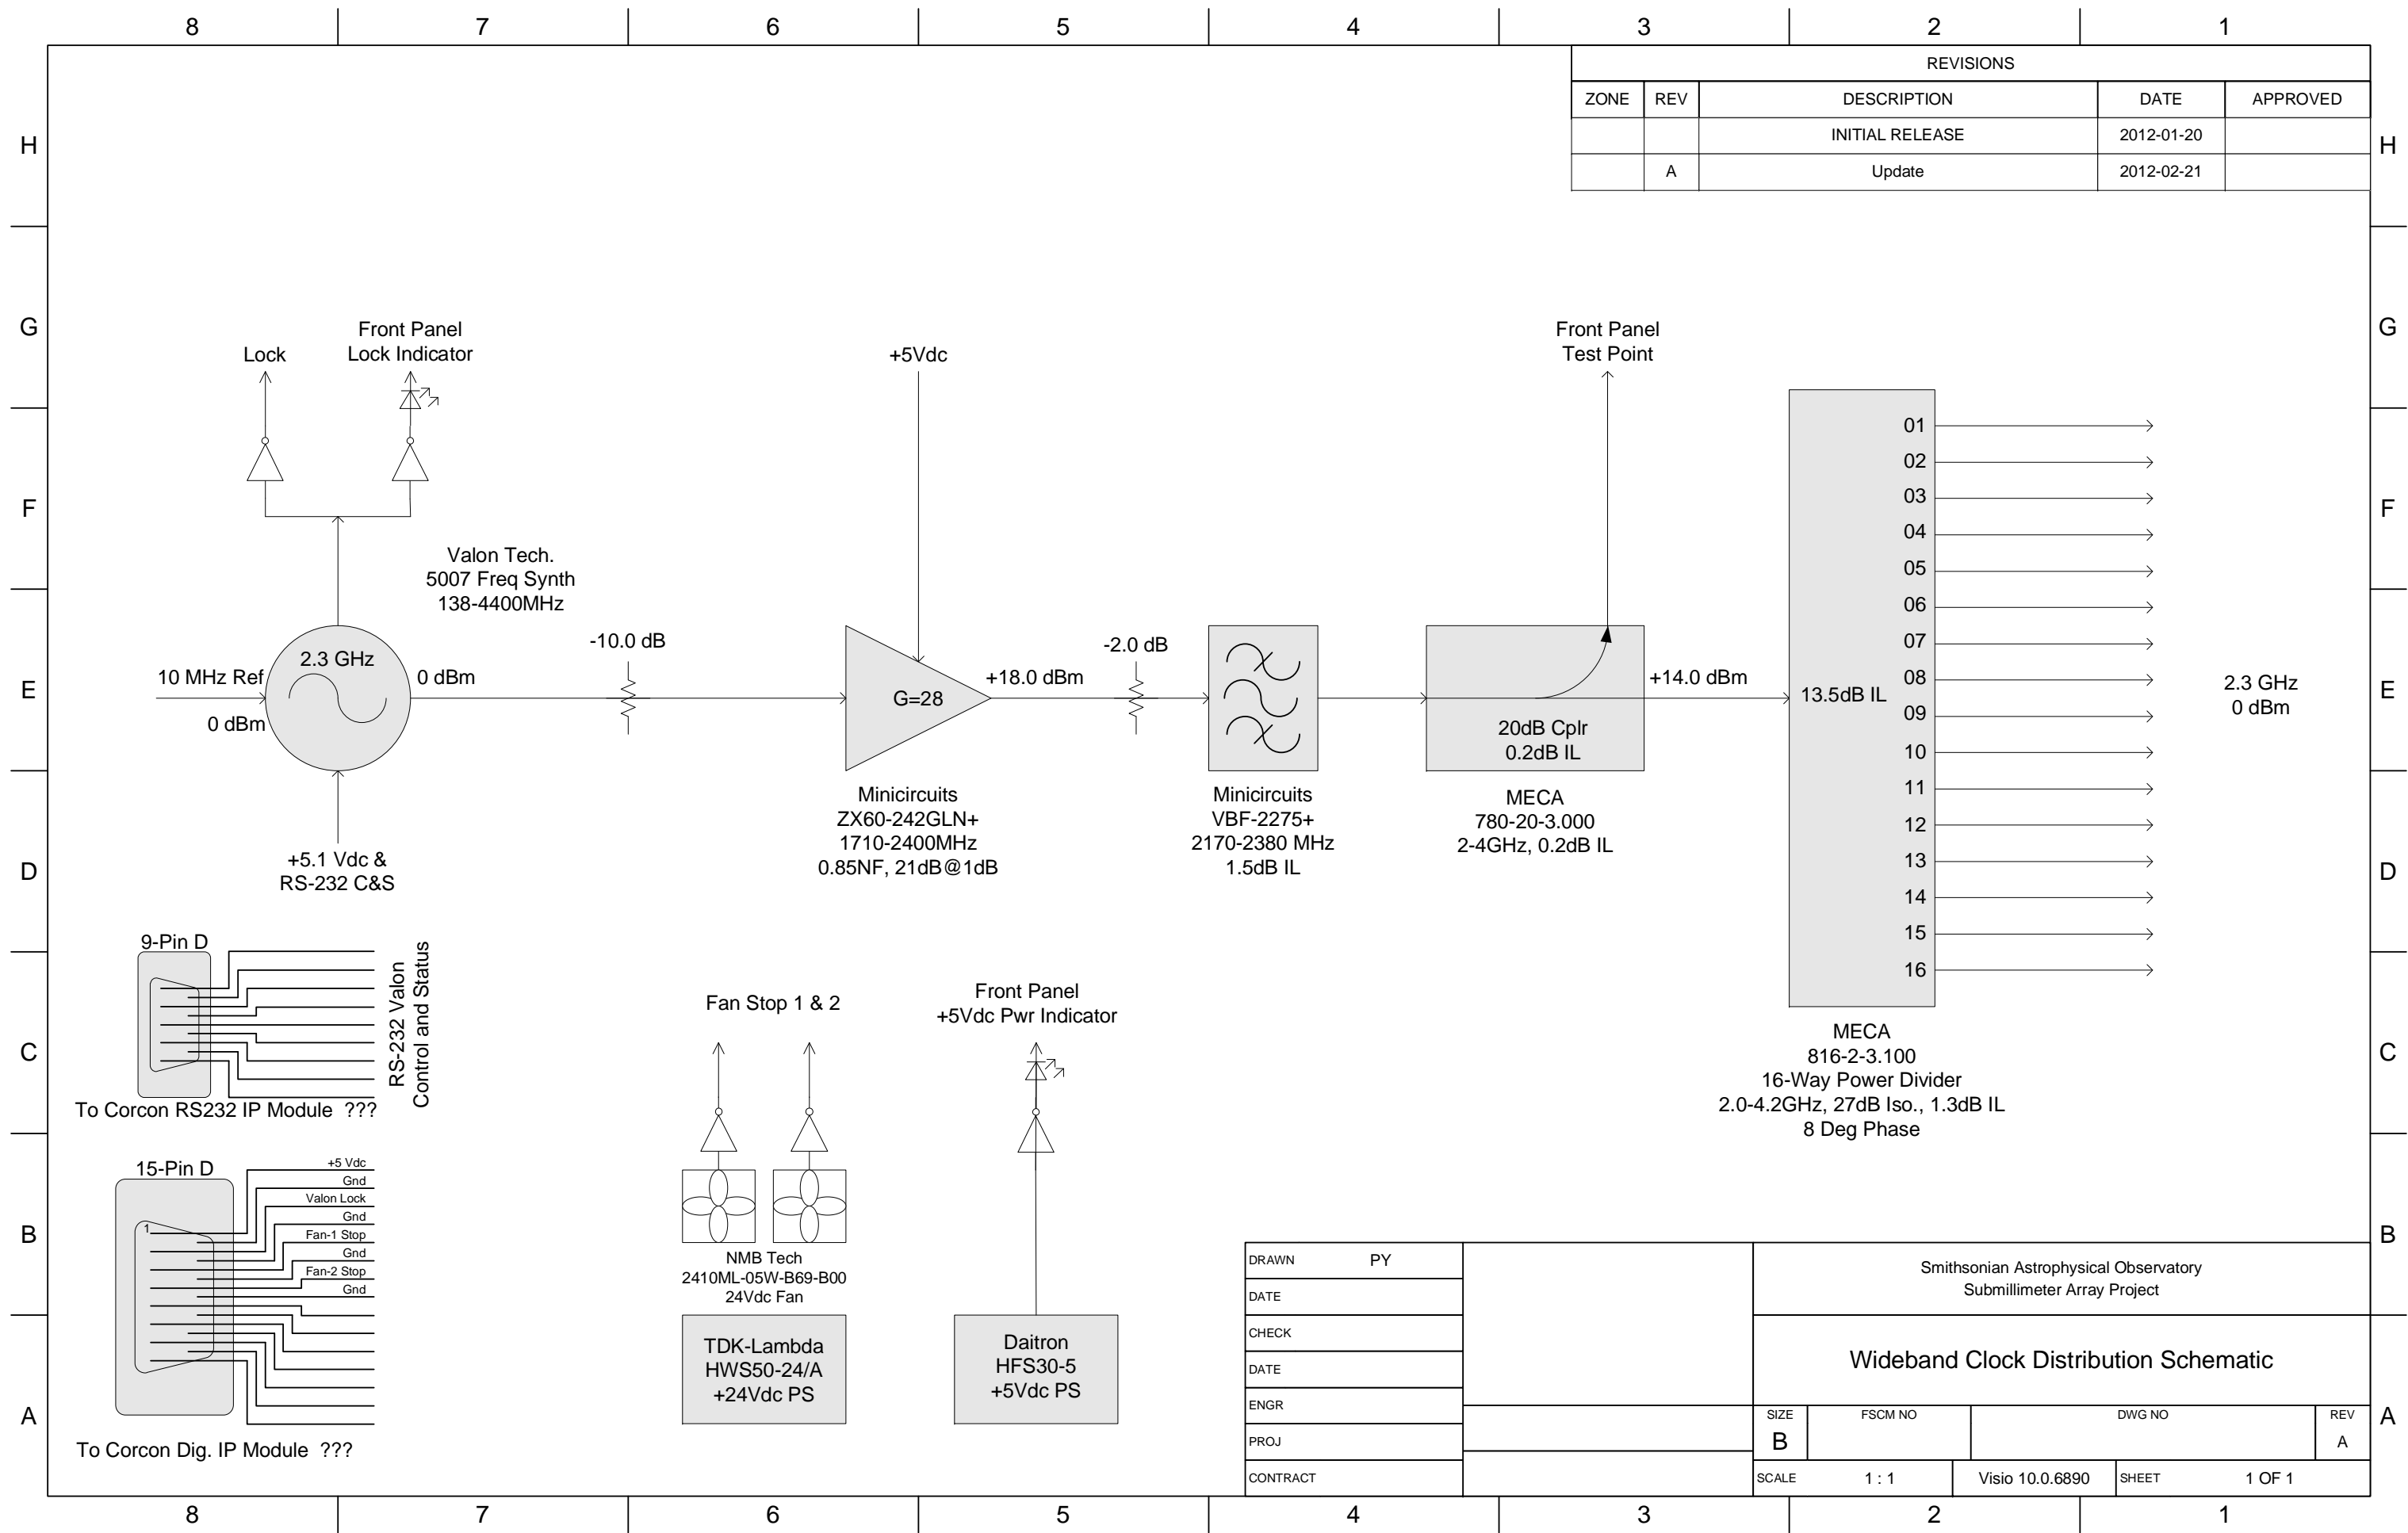 8 7 6 5 4 3 2 1
REVISIONS
ZONE REV DESCRIPTION DATE APPROVED
INITIAL RELEASE 2012-01-20
A Update 2012-02-21
H H
G G
F F
E E
D D
C C
B B
A A
Lock
Front Panel
Lock Indicator
+5Vdc
Front Panel
Test Point
Valon Tech.
5007 Freq Synth
138-4400MHz
10 MHz Ref
0 dBm
2.3 GHz
0 dBm
-10.0 dB
G=28
+18.0 dBm
-2.0 dB
20dB Cplr
0.2dB IL
+14.0 dBm
13.5dB IL
01
02
03
04
05
06
07
08
09
10
11
12
13
14
15
16
2.3 GHz
0 dBm
+5.1 Vdc &
RS-232 C&S
Minicircuits
ZX60-242GLN+
1710-2400MHz
0.85NF, 21dB@1dB
Minicircuits
VBF-2275+
2170-2380 MHz
1.5dB IL
MECA
780-20-3.000
2-4GHz, 0.2dB IL
MECA
816-2-3.100
16-Way Power Divider
2.0-4.2GHz, 27dB Iso., 1.3dB IL
8 Deg Phase
9-Pin D
RS-232 Valon
Control and Status
To Corcon RS232 IP Module ???
15-Pin D
1
+5 Vdc
Gnd
Valon Lock
Gnd
Fan-1 Stop
Gnd
Fan-2 Stop
Gnd
To Corcon Dig. IP Module ???
Fan Stop 1 & 2
NMB Tech
2410ML-05W-B69-B00
24Vdc Fan
TDK-Lambda
HWS50-24/A
+24Vdc PS
Front Panel
+5Vdc Pwr Indicator
Daitron
HFS30-5
+5Vdc PS
DRAWN PY
DATE
CHECK
DATE
ENGR
PROJ
CONTRACT
Smithsonian Astrophysical Observatory
Submillimeter Array Project
Wideband Clock Distribution Schematic
SIZE FSCM NO DWG NO REV
B A
SCALE 1 : 1 Visio 10.0.6890 SHEET 1 OF 1
8 7 6 5 4 3 2 1